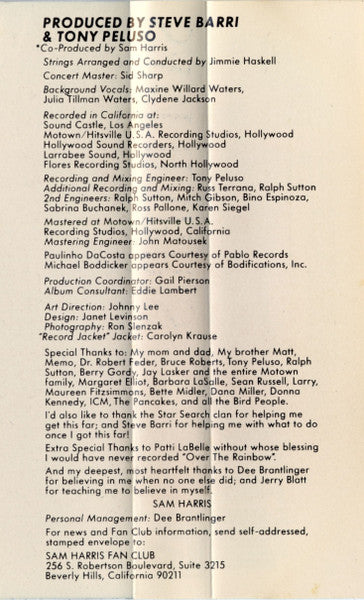 PRODUCED BY STEVE BARRI
& TONY PELUSO
*Co-Produced by Sam Harris
Strings Arranged and Conducted by Jimmie Haskell
Concert Master: Sid Sharp
Background Vocals: Maxine Willard Waters,
Julia Tillman Waters, Clydene Jackson
Recorded in California at:
Sound Castle, Los Angeles
Motown/Hitsville U.S.A. Recording Studios, Hollywood
Hollywood Sound Recorders, Hollywood
Larrabee Sound, Hollywood
Flores Recording Studios, North Hollywood
Recording and Mixing Engineer: Tony Peluso
Additional Recording and Mixing: Russ Terrana, Ralph Sutton
2nd Engineers: Ralph Sutton, Mitch Gibson, Bino Espinoza,
Sabrina Buchanek, Ross Pallone, Karen Siegel
Mastered at Motown/Hitsville U.S.A.
Recording Studios, Hollywood, California
Mastering Engineer: John Matousek
Paulinho DaCosta appears Courtesy of Pablo Records
Michael Boddicker appears Courtesy of Bodifications, Inc.
Production Coordinator: Gail Pierson
Album Consultant: Eddie Lambert
Art Direction: Johnny Lee
Design: Janet Levinson
Photography: Ron Slenzak
"Record Jacket" Jacket: Carolyn Krause
Special Thanks to: My mom and dad, My brother Matt,
Memo, Dr. Robert Feder, Bruce Roberts, Tony Peluso, Ralph
Sutton, Berry Gordy, Jay Lasker and the entire Motown
family, Margaret Elliot, Barbara LaSalle, Sean Russell, Larry,
Maureen Fitzsimmons, Bette Midler, Dana Miller, Donna
Kennedy, ICM, The Pancakes, and all the Bird People.
I'd also like to thank the Star Search clan for helping me
get this far; and Steve Barri for helping me with what to do
once I got this far!
Extra Special Thanks to Patti LaBelle without whose blessing
I would have never recorded "Over The Rainbow".
And my deepest, most heartfelt thanks to Dee Brantlinger
for believing in me when no one else did; and Jerry Blatt
for teaching me to believe in myself.
SAM HARRIS
Personal Management: Dee Brantlinger
For news and Fan Club information, send self-addressed,
stamped envelope to:
SAM HARRIS FAN CLUB
256 S. Robertson Boulevard, Suite 3215
Beverly Hills, California 90211